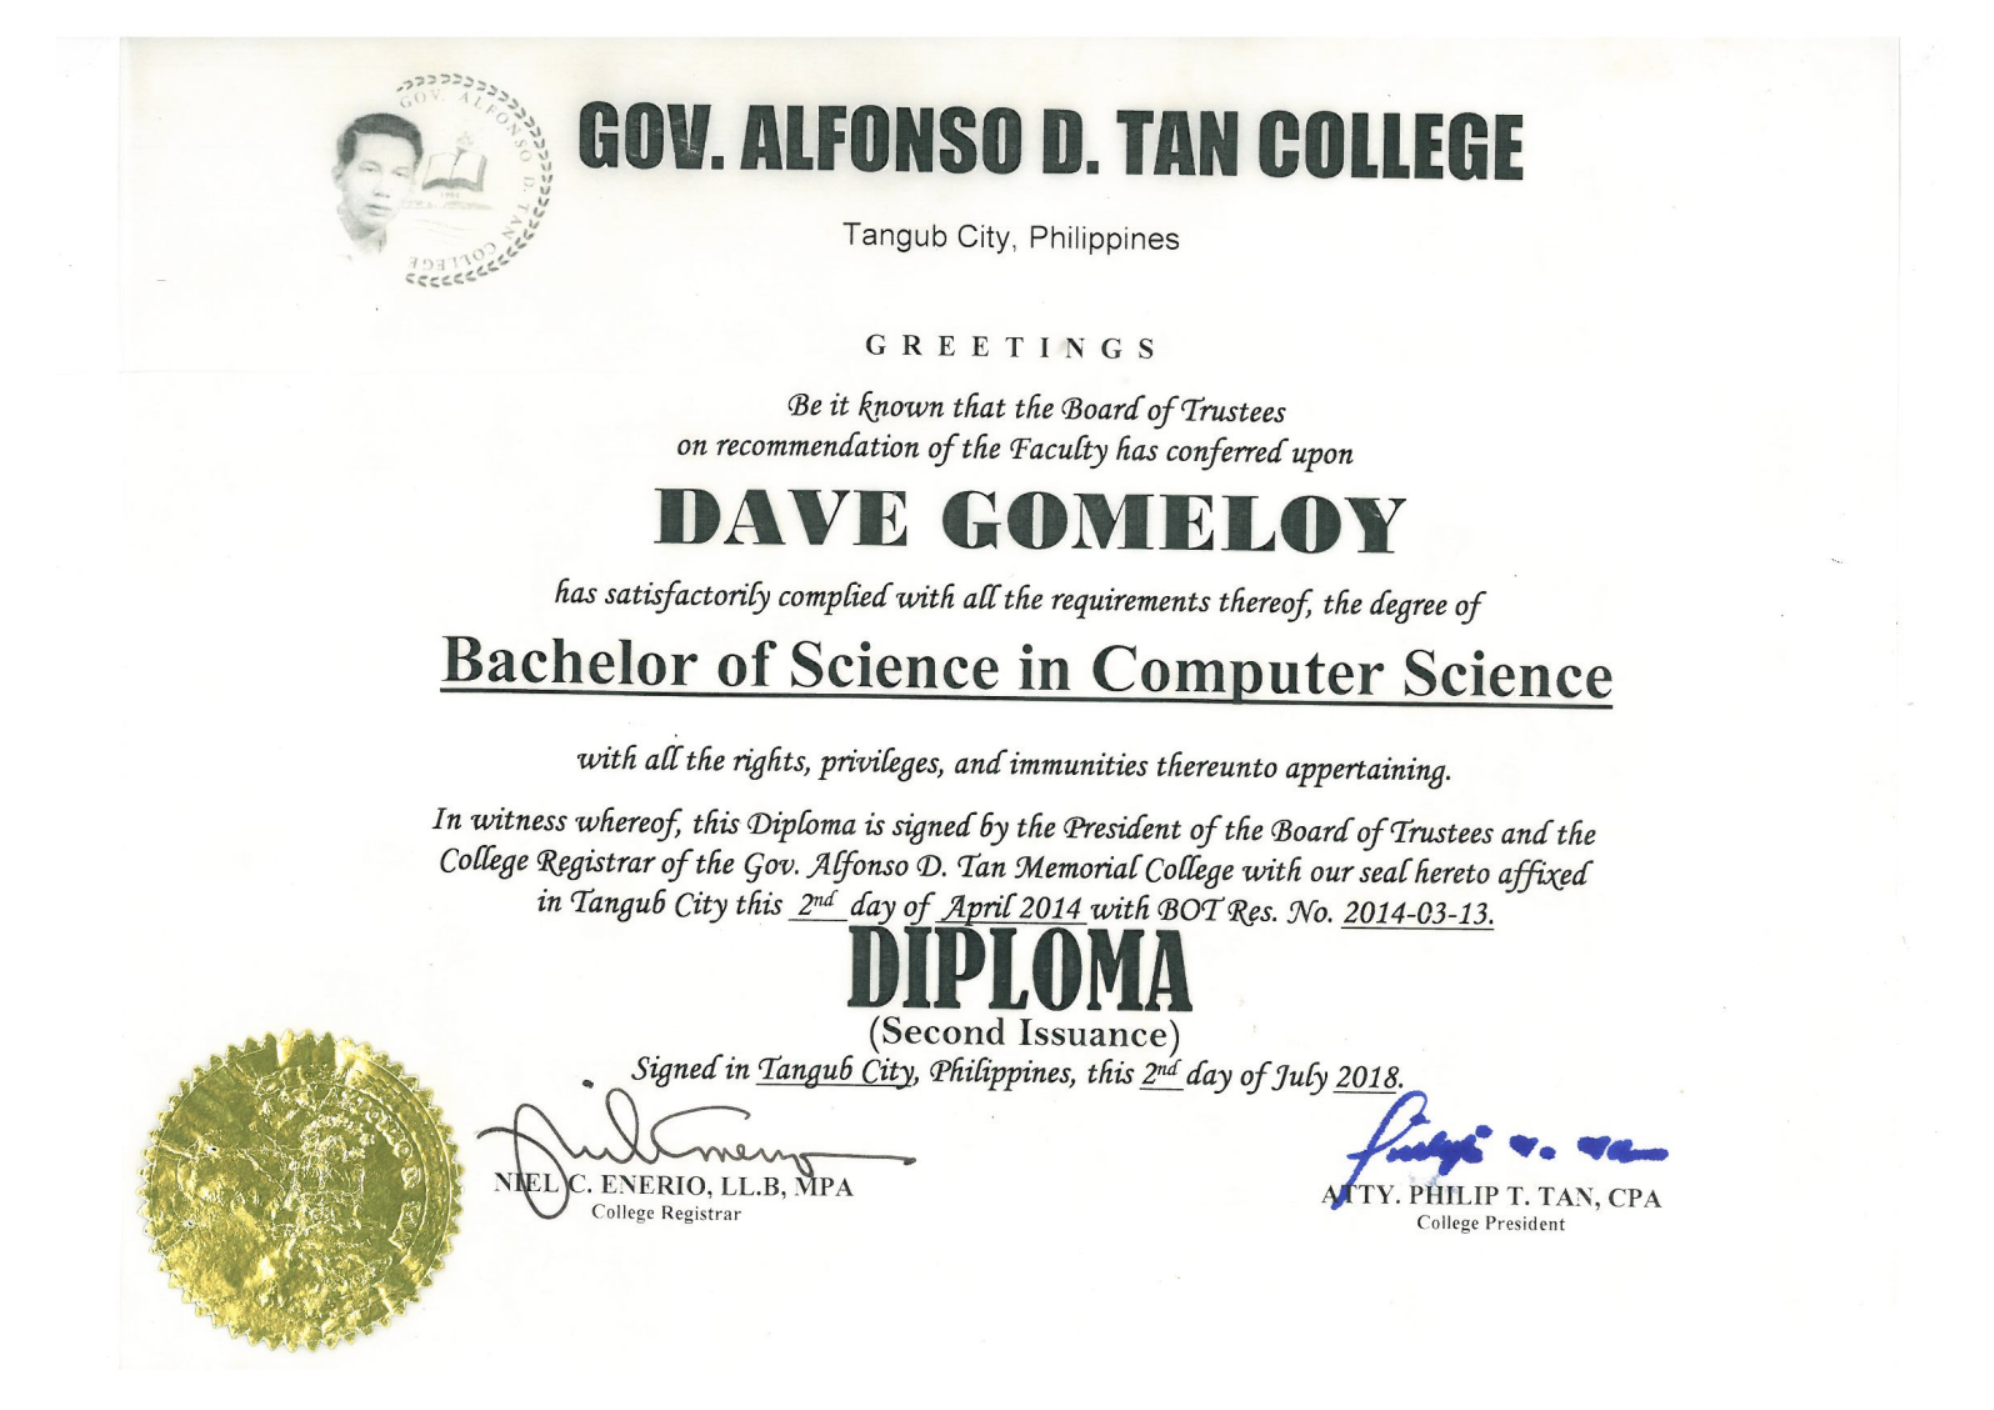 GOV. ALFONSO D. TAN COLLEGE
GOV. ALFONSO D. TAN COLLEGE
Tangub City, Philippines
GREETINGS
Be it known that the Board of Trustees
on recommendation of the Faculty has conferred upon
DAVE GOMELOY
has satisfactorily complied with all the requirements thereof, the degree of
Bachelor of Science in Computer Science
with all the rights, privileges, and immunities thereunto appertaining.
In witness whereof, this Diploma is signed by the President of the Board of Trustees and the
College Registrar of the Gov. Alfonso D. Tan Memorial College with our seal hereto affixed
in Tangub City this 2nd day of April 2014 with BOT Res. No. 2014-03-13.
DIPLOMA
(Second Issuance)
Signed in Tangub City, Philippines, this 2nd day of July 2018.
NIEL C. ENERIO, LL.B, MPA
College Registrar
ATTY. PHILIP T. TAN, CPA
College President